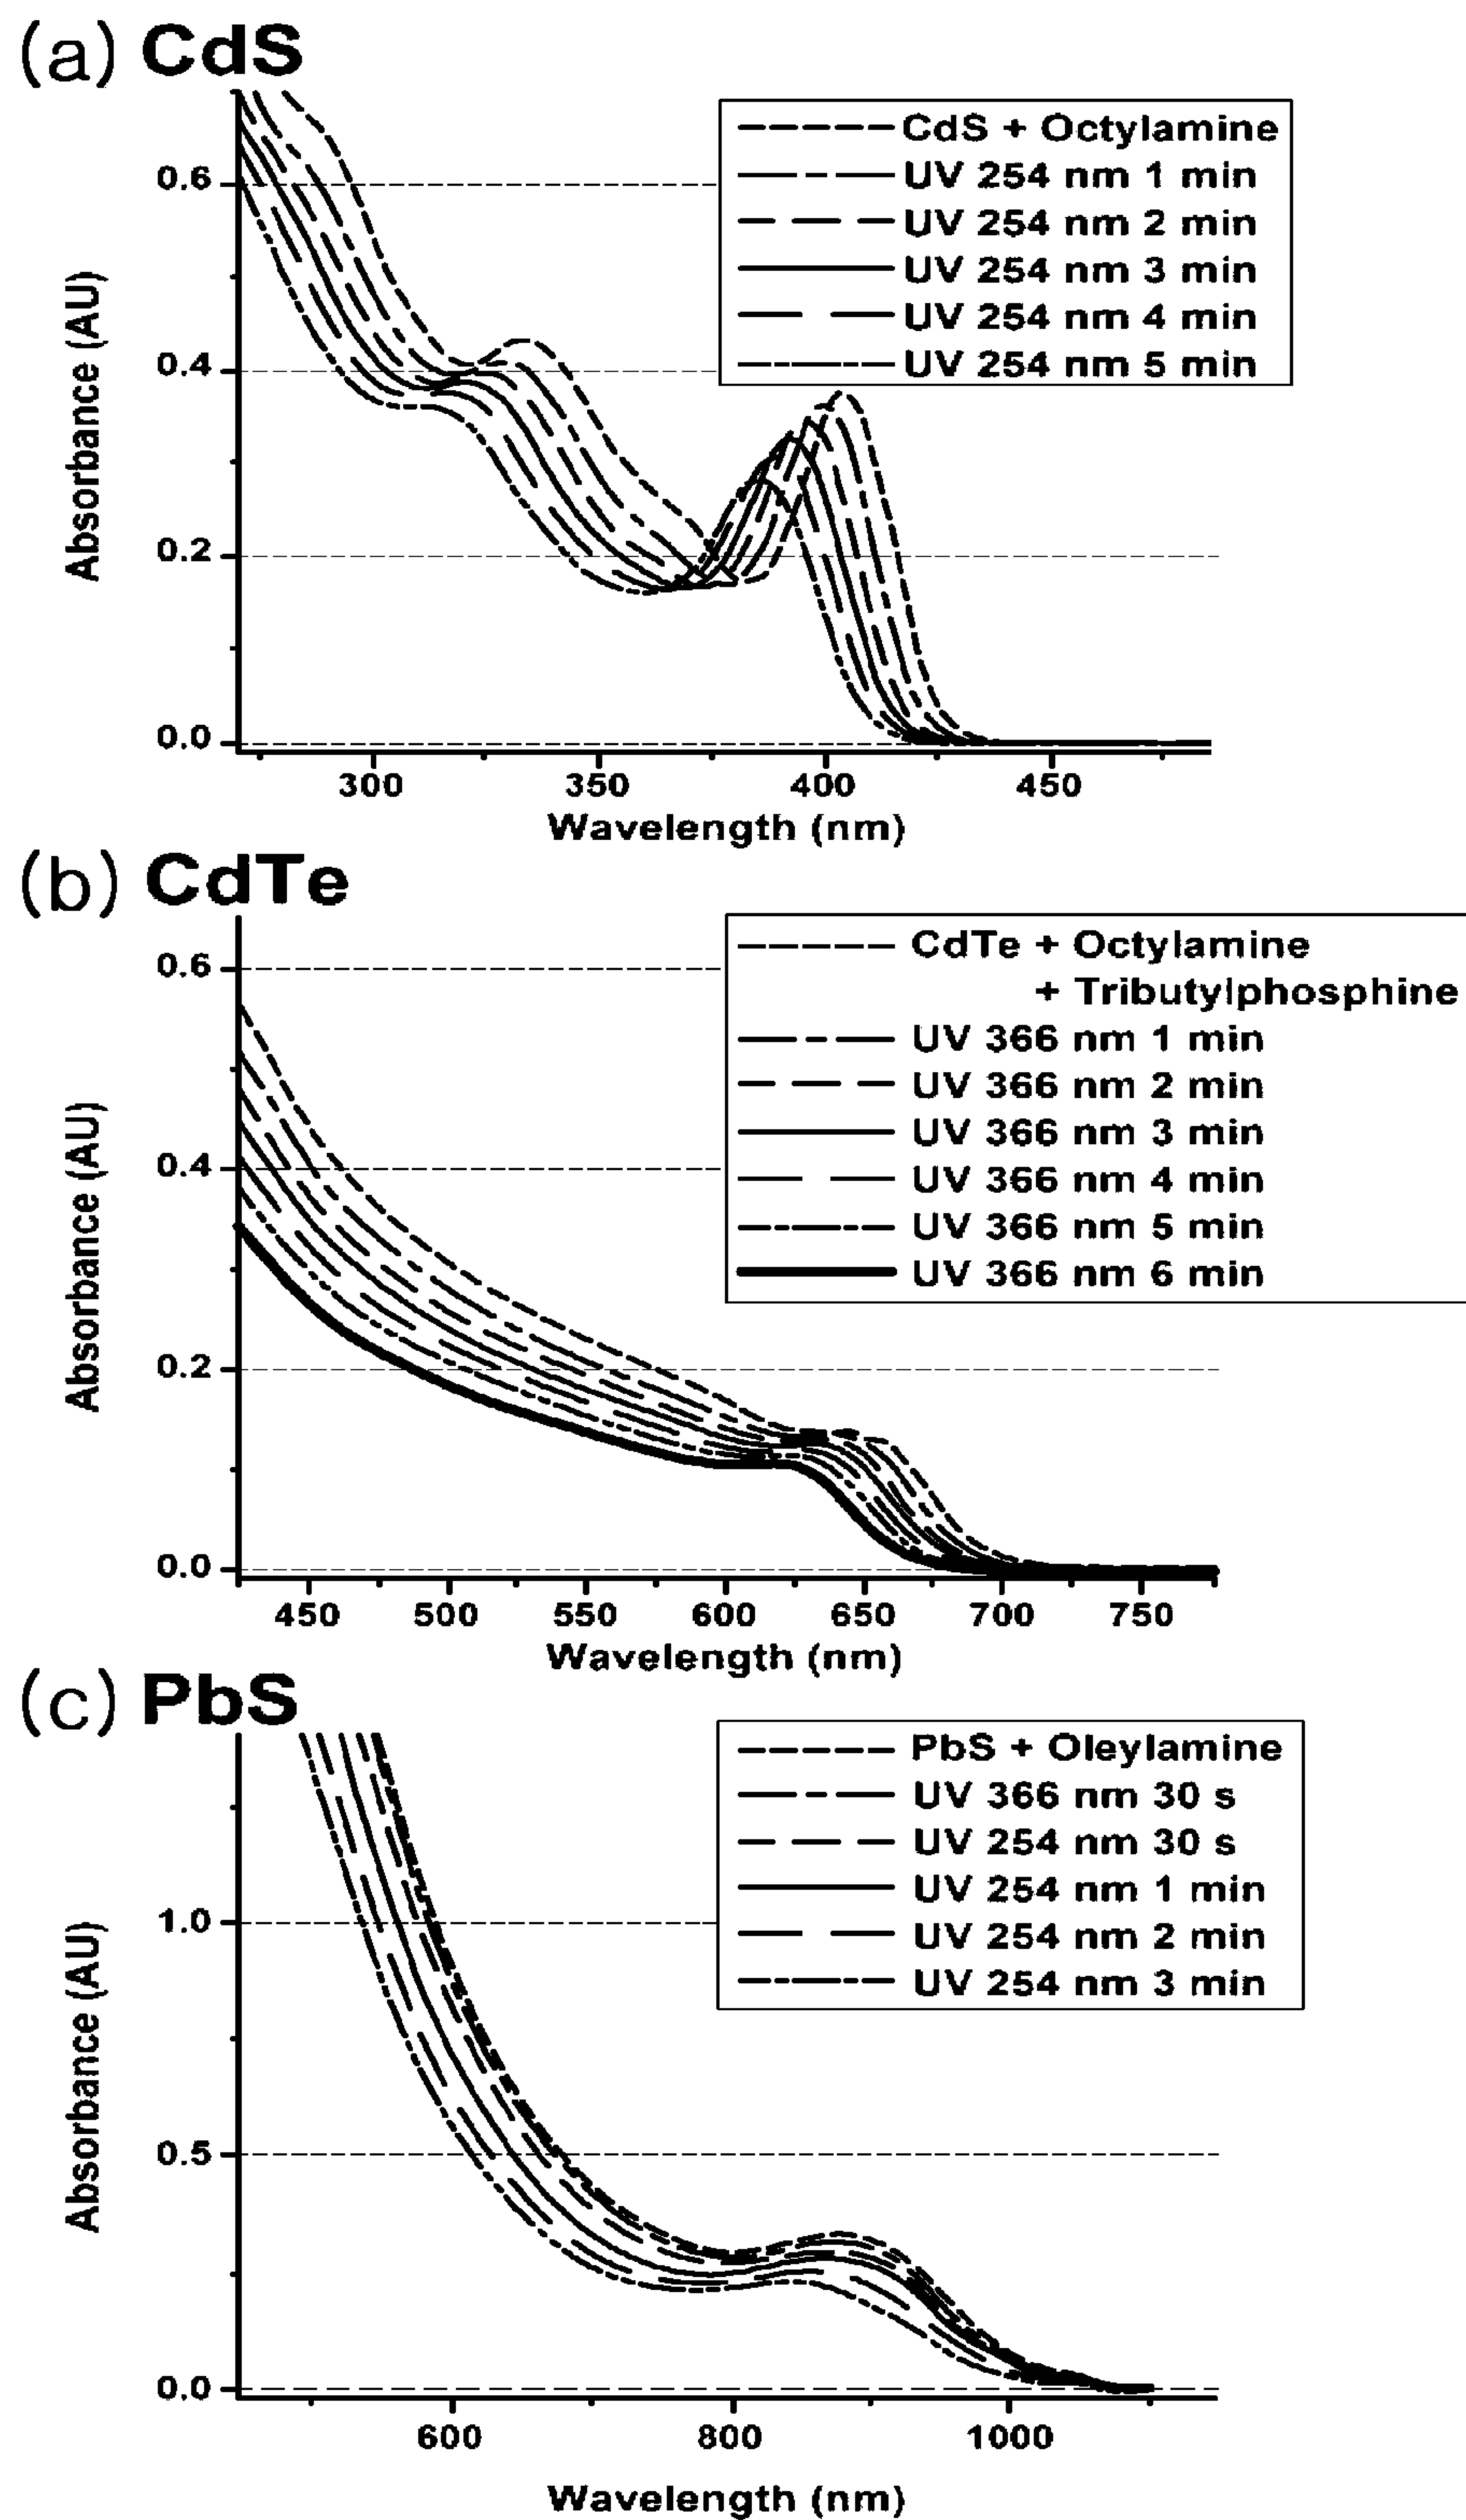 (a) CdS
CdS + Octylamine
UV 254 nm 1 min
UV 254 nm 2 min
UV 254 nm 3 min
UV 254 nm 4 min
UV 254 nm 5 min
Absorbance (AU)
0.6
0.4
0.2
0.0
300 350 400 450
Wavelength (nm)
(b) CdTe
CdTe + Octylamine
+ Tributylphosphine
UV 366 nm 1 min
UV 366 nm 2 min
UV 366 nm 3 min
UV 366 nm 4 min
UV 366 nm 5 min
UV 366 nm 6 min
Absorbance (AU)
0.6
0.4
0.2
0.0
450 500 550 600 650 700 750
Wavelength (nm)
(c) PbS
PbS + Oleylamine
UV 366 nm 30 s
UV 254 nm 30 s
UV 254 nm 1 min
UV 254 nm 2 min
UV 254 nm 3 min
Absorbance (AU)
1.0
0.5
0.0
600 800 1000
Wavelength (nm)